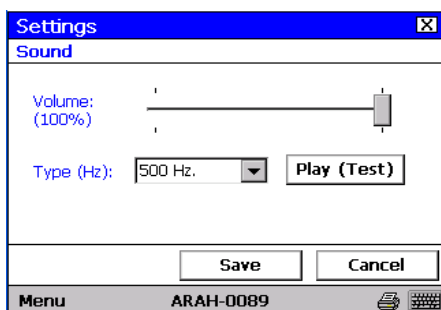 Settings
Sound
Volume:
(100%)
Type (Hz):
500 Hz.
Play (Test)
Save
Cancel
Menu
ARAH-0089